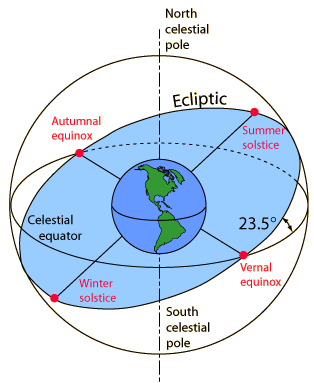 North
celestial
pole
Ecliptic
Autumnal
equinox
Summer
solstice
Celestial
equator
23.5°
Vernal
equinox
Winter
solstice
South
celestial
pole